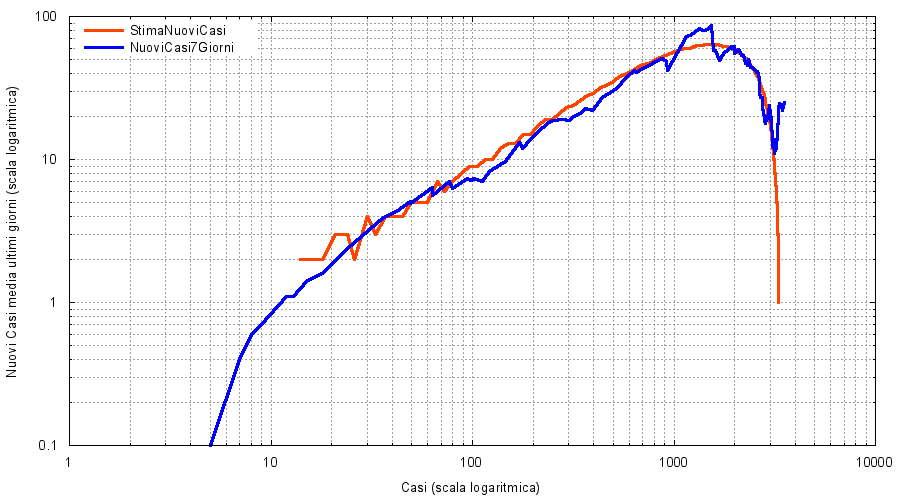 StimaNuoviCasi
NuoviCasi7Giorni
Nuovi Casi media ultimi giorni (scala logaritmica)
100
10
1
0.1
1
10
100
1000
10000
Casi (scala logaritmica)